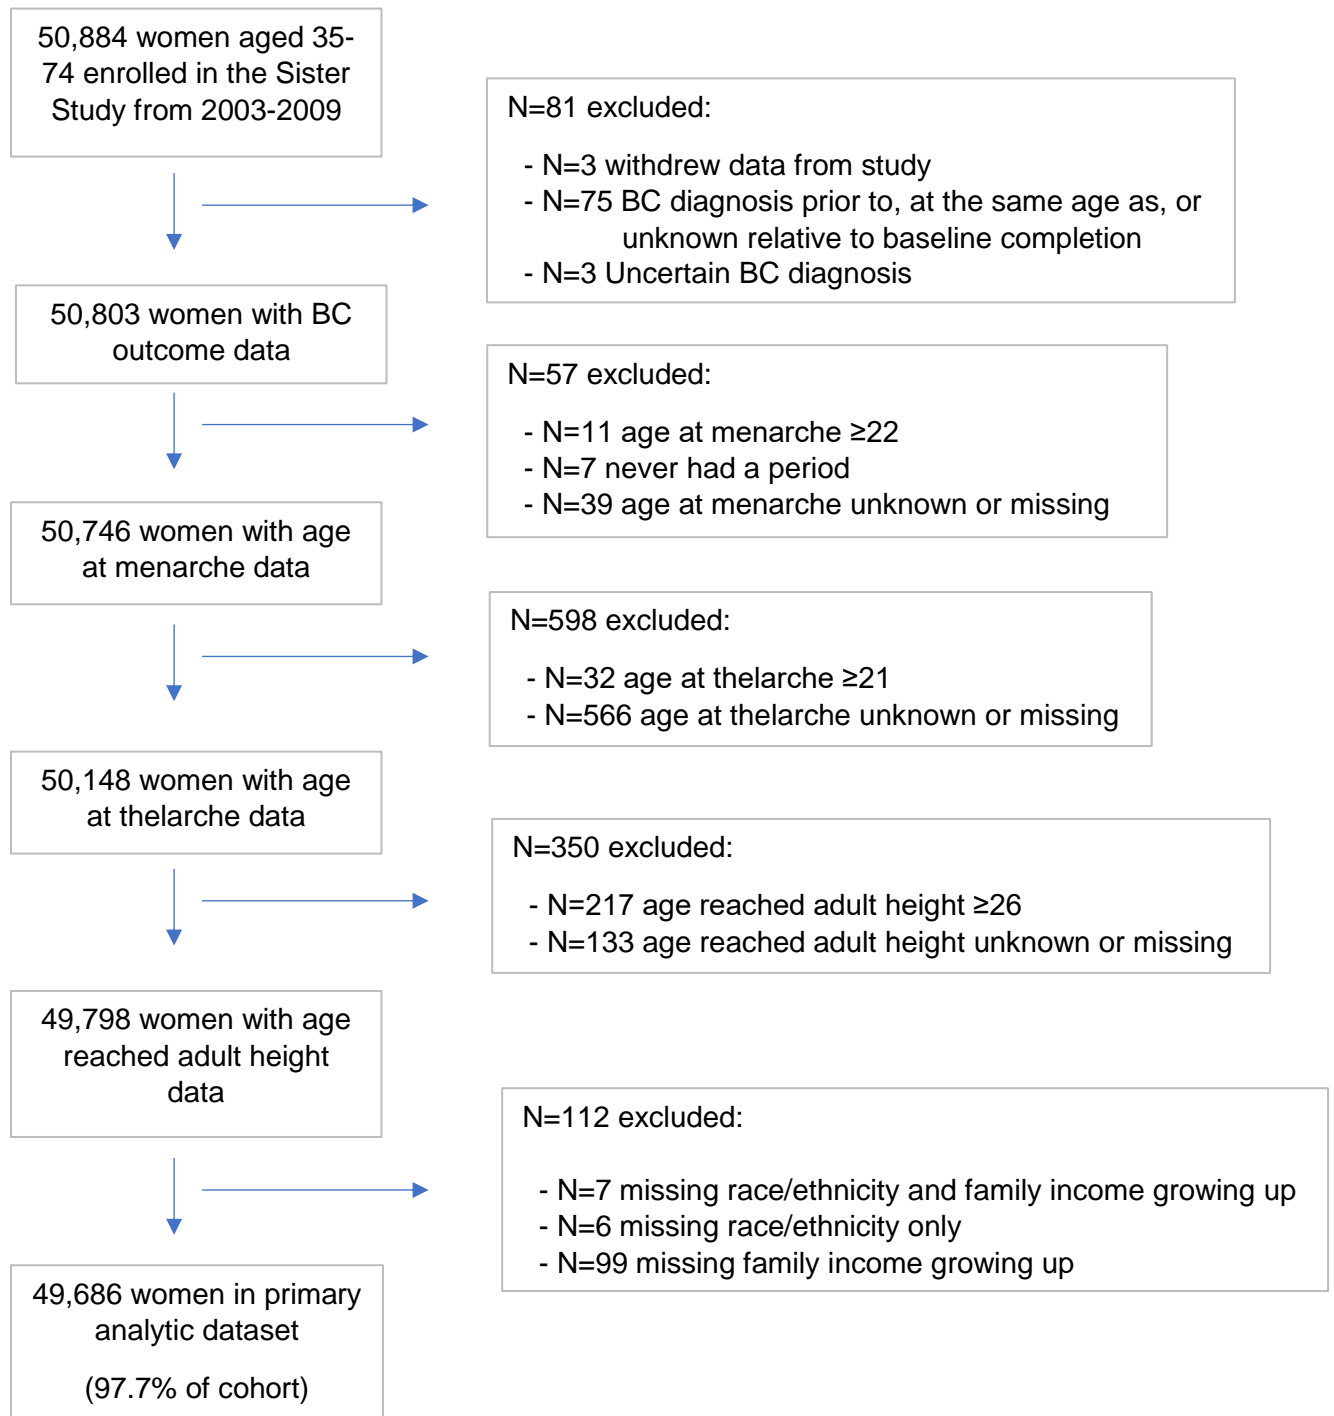 50,884 women aged 35-
74 enrolled in the Sister
Study from 2003-2009
N=81 excluded:
- N=3 withdrew data from study
- N=75 BC diagnosis prior to, at the same age as, or
unknown relative to baseline completion
- N=3 Uncertain BC diagnosis
50,803 women with BC
outcome data
N=57 excluded:
- N=11 age at menarche ≥22
- N=7 never had a period
- N=39 age at menarche unknown or missing
50,746 women with age
at menarche data
N=598 excluded:
- N=32 age at thelarche ≥21
- N=566 age at thelarche unknown or missing
50,148 women with age
at thelarche data
N=350 excluded:
- N=217 age reached adult height ≥26
- N=133 age reached adult height unknown or missing
49,798 women with age
reached adult height
data
N=112 excluded:
- N=7 missing race/ethnicity and family income growing up
- N=6 missing race/ethnicity only
- N=99 missing family income growing up
49,686 women in primary
analytic dataset
(97.7% of cohort)